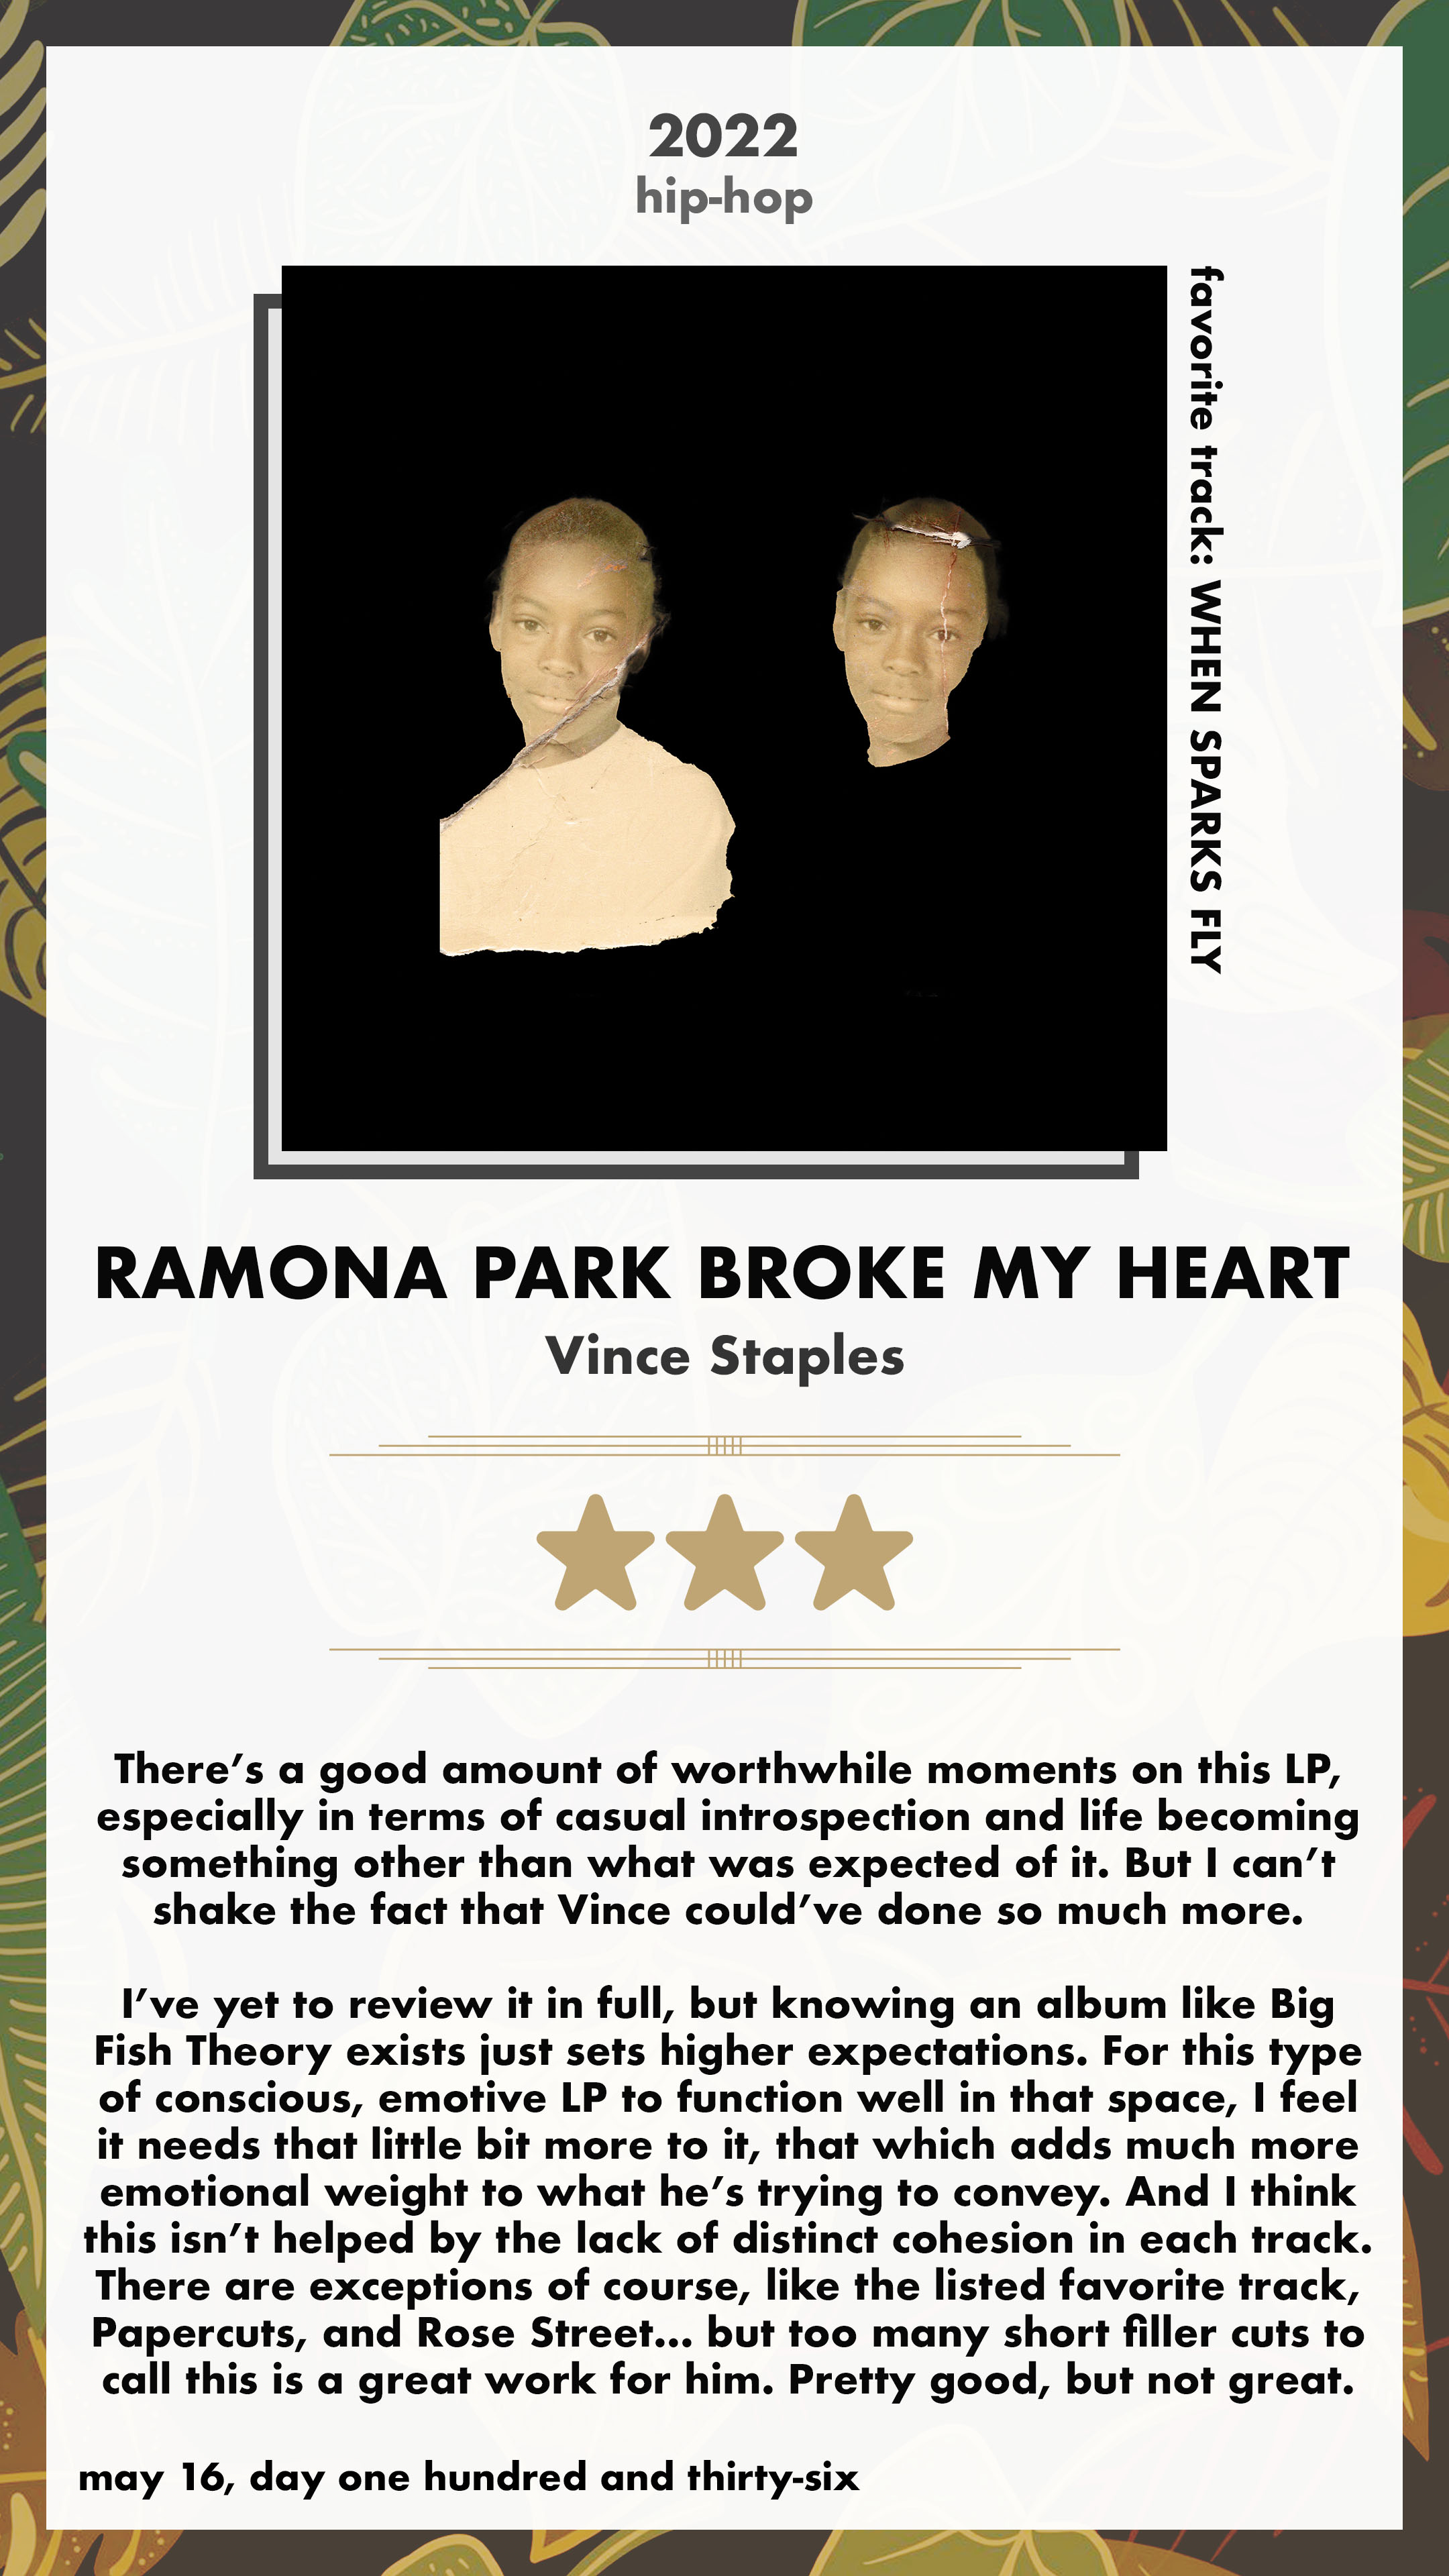 2022
hip-hop
favorite track: WHEN SPARKS FLY
RAMONA PARK BROKE MY HEART
Vince Staples
There’s a good amount of worthwhile moments on this LP,
especially in terms of casual introspection and life becoming
something other than what was expected of it. But I can’t
shake the fact that Vince could’ve done so much more.
I’ve yet to review it in full, but knowing an album like Big
Fish Theory exists just sets higher expectations. For this type
of conscious, emotive LP to function well in that space, I feel
it needs that little bit more to it, that which adds much more
emotional weight to what he’s trying to convey. And I think
this isn’t helped by the lack of distinct cohesion in each track.
There are exceptions of course, like the listed favorite track,
Papercuts, and Rose Street... but too many short filler cuts to
call this is a great work for him. Pretty good, but not great.
may 16, day one hundred and thirty-six